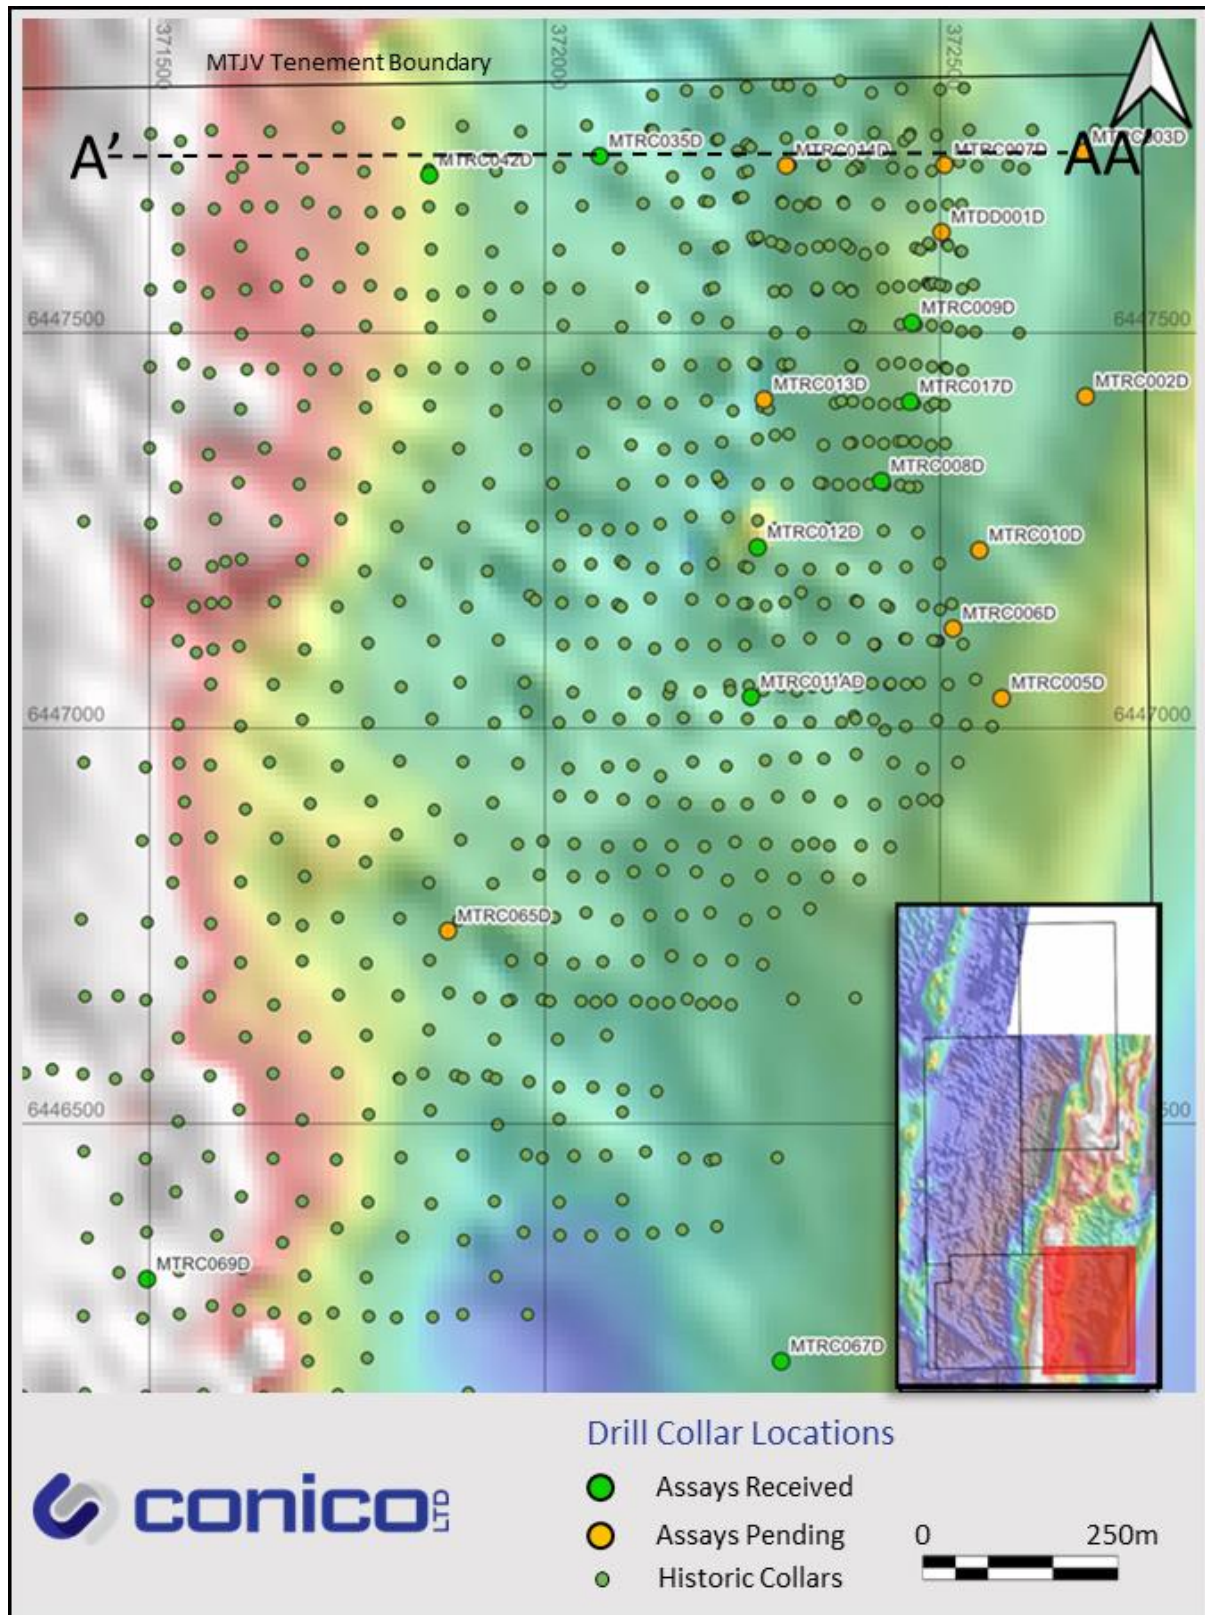 371500
372000
372500
MTJV Tenement Boundary
A’
AA’
MTRC042D
MTRC035D
MTRC007D
MTRC003D
MTDD001D
MTRC009D
6447500
6447500
MTRC013D
MTRC017D
MTRC002D
MTRC008D
MTRC012D
MTRC010D
MTRC006D
MTRC011AD
MTRC005D
6447000
6447000
MTRC065D
6446500
500
MTRC069D
MTRC067D
Drill Collar Locations
Assays Received
Assays Pending
Historic Collars
0 250m
conico LTD